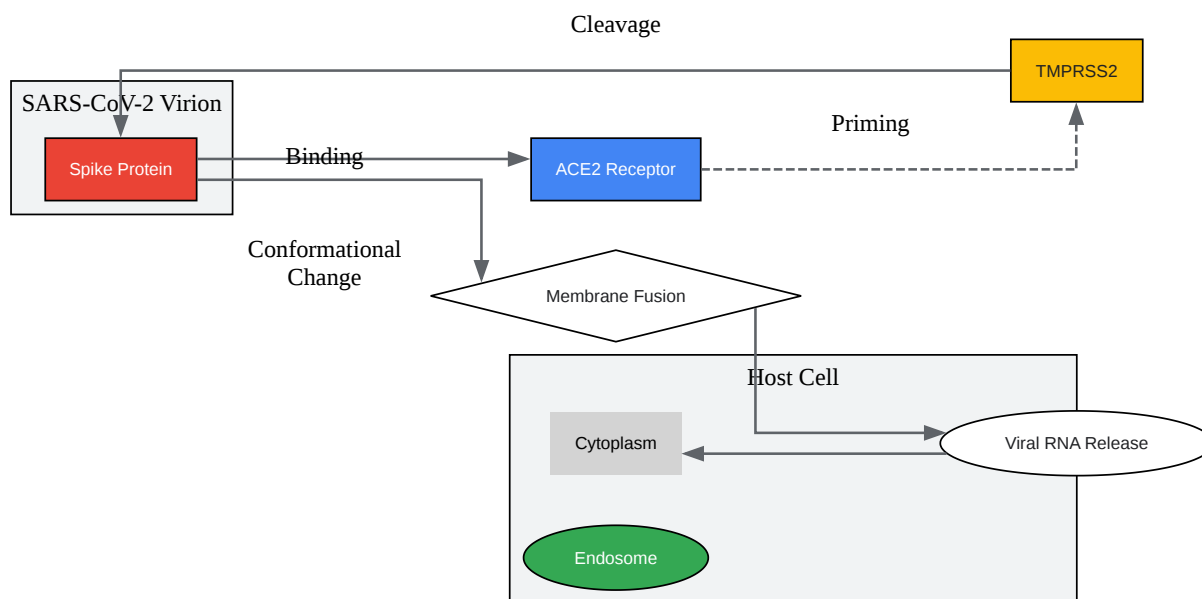 Cleavage
TMPRSS2
SARS-CoV-2 Virion
Priming
Spike Protein
Binding
ACE2 Receptor
Conformational
Change
Membrane Fusion
Host Cell
Cytoplasm
Viral RNA Release
Endosome